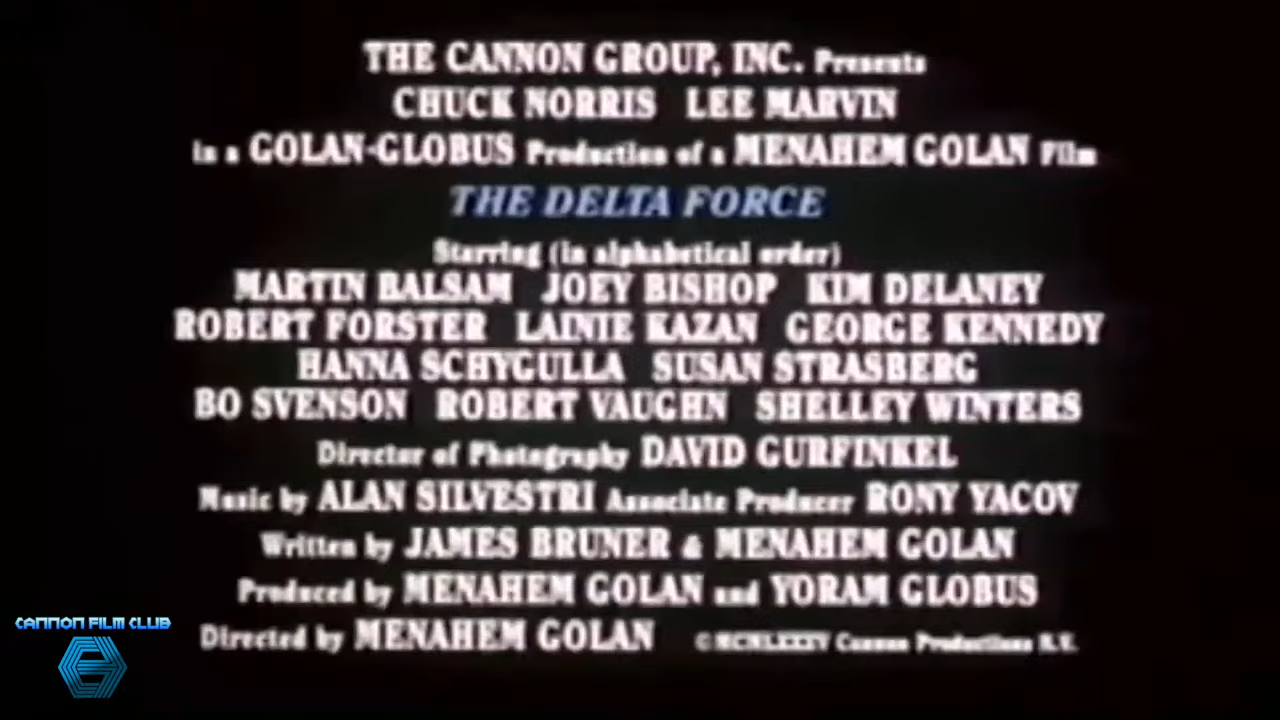 THE CANNON GROUP, INC. Presents
CHUCK NORRIS LEE MARVIN
in a GOLAN-GLOBUS Production of a MENAHEM GOLAN Film
THE DELTA FORCE
Starring (in alphabetical order)
MARTIN BALSAM JOEY BISHOP KIM DELANEY
ROBERT FORSTER LAINIE KAZAN GEORGE KENNEDY
HANNA SCHYGULLA SUSAN STRASBERG
BO SVENSON ROBERT VAUGHN SHELLEY WINTERS
Director of Photography DAVID GURFINKEL
Music by ALAN SILVESTRI Associate Producer RONY YACOV
Written by JAMES BRUNER & MENAHEM GOLAN
Produced by MENAHEM GOLAN and YORAM GLOBUS
Directed by MENAHEM GOLAN ©MCMLXXXV Cannon Productions N.V.
CANNON FILM CLUB